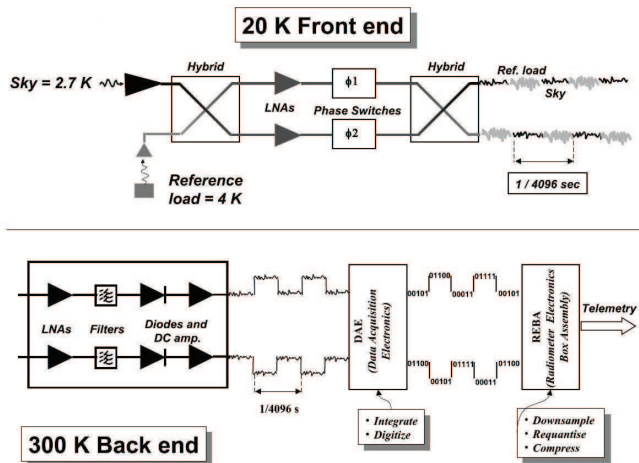 20 K Front end
Hybrid
Hybrid
Ref. load
Sky = 2.7 K
ϕ1
Sky
LNAs
Phase Switches
ϕ2
Reference
load = 4 K
1 / 4096 sec
01100
01111
00101
00011
00101
Telemetry
LNAs
Filters
Diodes and
DC amp.
DAE
(Data Acquisition
Electronics)
REBA
(Radiometer Electronics
Box Assembly)
01100
01111
01100
00101
00011
1/4096 s
• Integrate
• Digitize
• Downsample
• Requantise
• Compress
300 K Back end